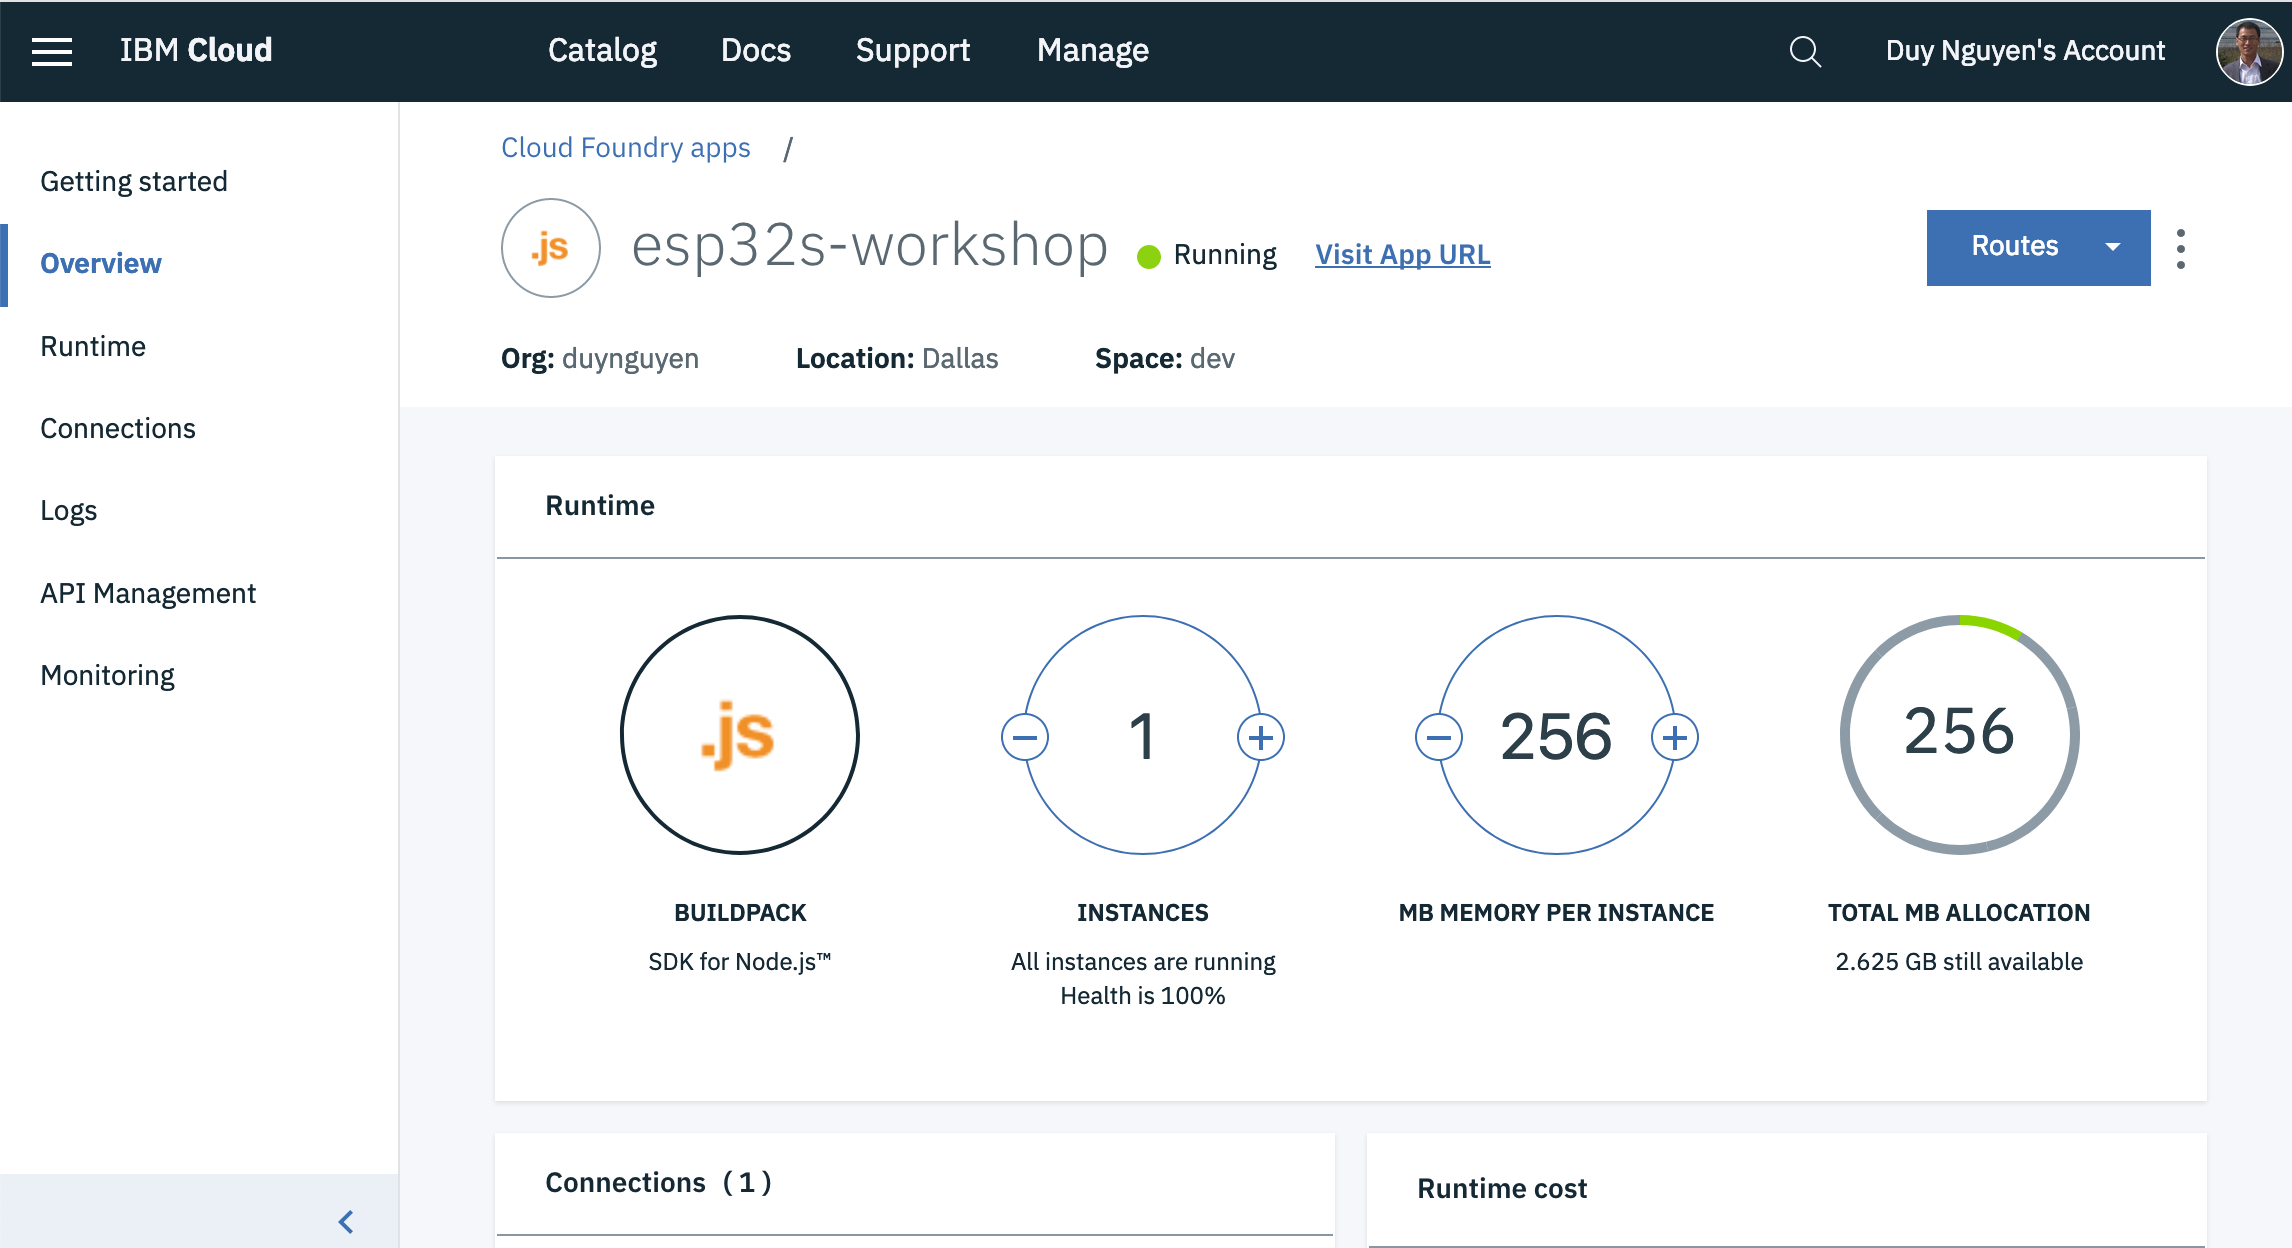 IBM Cloud
Catalog
Docs
Support
Manage
Duy Nguyen's Account
Getting started
Overview
Runtime
Connections
Logs
API Management
Monitoring
Cloud Foundry apps /
.js
esp32s-workshop
Running
Visit App URL
Routes
Org: duynguyen
Location: Dallas
Space: dev
Runtime
.js
BUILDPACK
SDK for Node.js™
1
INSTANCES
All instances are running
Health is 100%
256
MB MEMORY PER INSTANCE
256
TOTAL MB ALLOCATION
2.625 GB still available
Connections (1)
Runtime cost